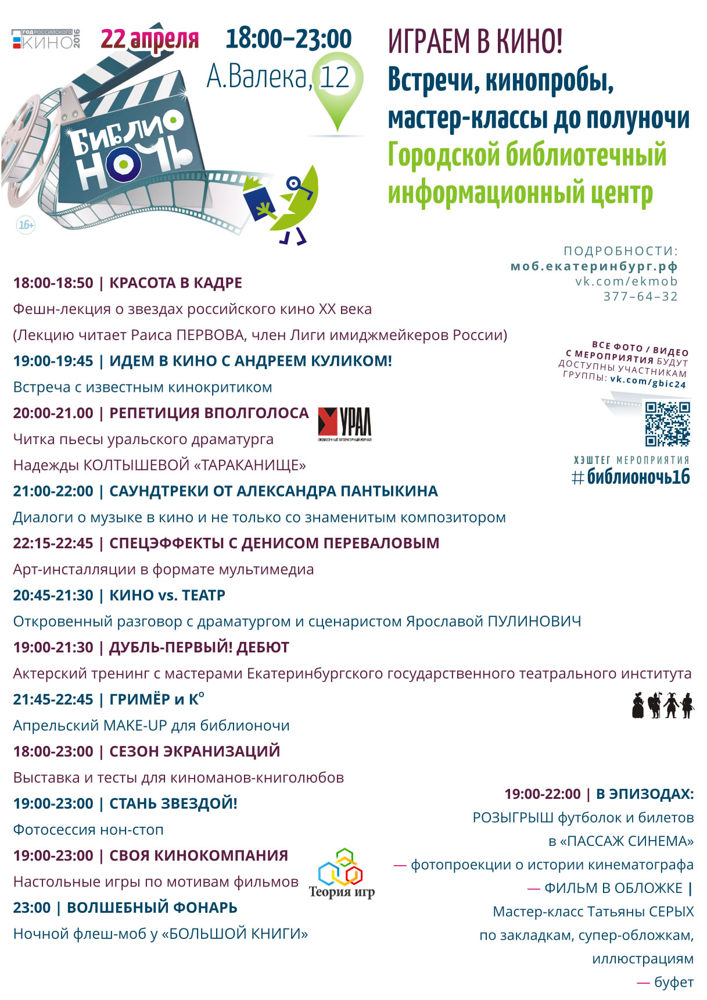 ГОД РОССИЙСКОГО
КИНО
2016
22 апреля
18:00–23:00
А.Валека, 12
БИБЛИО
НОЧЬ
16+
ИГРАЕМ В КИНО!
Встречи, кинопробы,
мастер-классы до полуночи
Городской библиотечный
информационный центр
ПОДРОБНОСТИ:
моб.екатеринбург.рф
vk.com/ekmob
377–64–32
18:00-18:50 | КРАСОТА В КАДРЕ
Фешн-лекция о звездах российского кино XX века
(Лекцию читает Раиса ПЕРВОВА, член Лиги имиджмейкеров России)
19:00-19:45 | ИДЕМ В КИНО С АНДРЕЕМ КУЛИКОМ!
Встреча с известным кинокритиком
20:00-21.00 | РЕПЕТИЦИЯ ВПОЛГОЛОСА
УРАЛ
ЕЖЕМЕСЯЧНЫЙ ЛИТЕРАТУРНЫЙ ЖУРНАЛ
Читка пьесы уральского драматурга
Надежды КОЛТЫШЕВОЙ «ТАРАКАНИЩЕ»
21:00-22:00 | САУНДТРЕКИ ОТ АЛЕКСАНДРА ПАНТЫКИНА
Диалоги о музыке в кино и не только со знаменитым композитором
22:15-22:45 | СПЕЦЭФФЕКТЫ С ДЕНИСОМ ПЕРЕВАЛОВЫМ
Арт-инсталляции в формате мультимедиа
20:45-21:30 | КИНО vs. ТЕАТР
Откровенный разговор с драматургом и сценаристом Ярославой ПУЛИНОВИЧ
19:00-21:30 | ДУБЛЬ-ПЕРВЫЙ! ДЕБЮТ
Актерский тренинг с мастерами Екатеринбургского государственного театрального института
21:45-22:45 | ГРИМЁР и Кº
Апрельский MAKE-UP для библионочи
18:00-23:00 | СЕЗОН ЭКРАНИЗАЦИЙ
Выставка и тесты для киноманов-книголюбов
19:00-23:00 | СТАНЬ ЗВЕЗДОЙ!
Фотосессия нон-стоп
19:00-23:00 | СВОЯ КИНОКОМПАНИЯ
Настольные игры по мотивам фильмов
Теория игр
23:00 | ВОЛШЕБНЫЙ ФОНАРЬ
Ночной флеш-моб у «БОЛЬШОЙ КНИГИ»
ВСЕ ФОТО / ВИДЕО
С МЕРОПРИЯТИЯ БУДУТ
ДОСТУПНЫ УЧАСТНИКАМ
ГРУППЫ: vk.com/gbic24
ХЭШТЕГ МЕРОПРИЯТИЯ
#библионочь16
19:00-22:00 | В ЭПИЗОДАХ:
РОЗЫГРЫШ футболок и билетов
в «ПАССАЖ СИНЕМА»
— фотопроекции о истории кинематографа
— ФИЛЬМ В ОБЛОЖКЕ |
Мастер-класс Татьяны СЕРЫХ
по закладкам, супер-обложкам,
иллюстрациям
— буфет